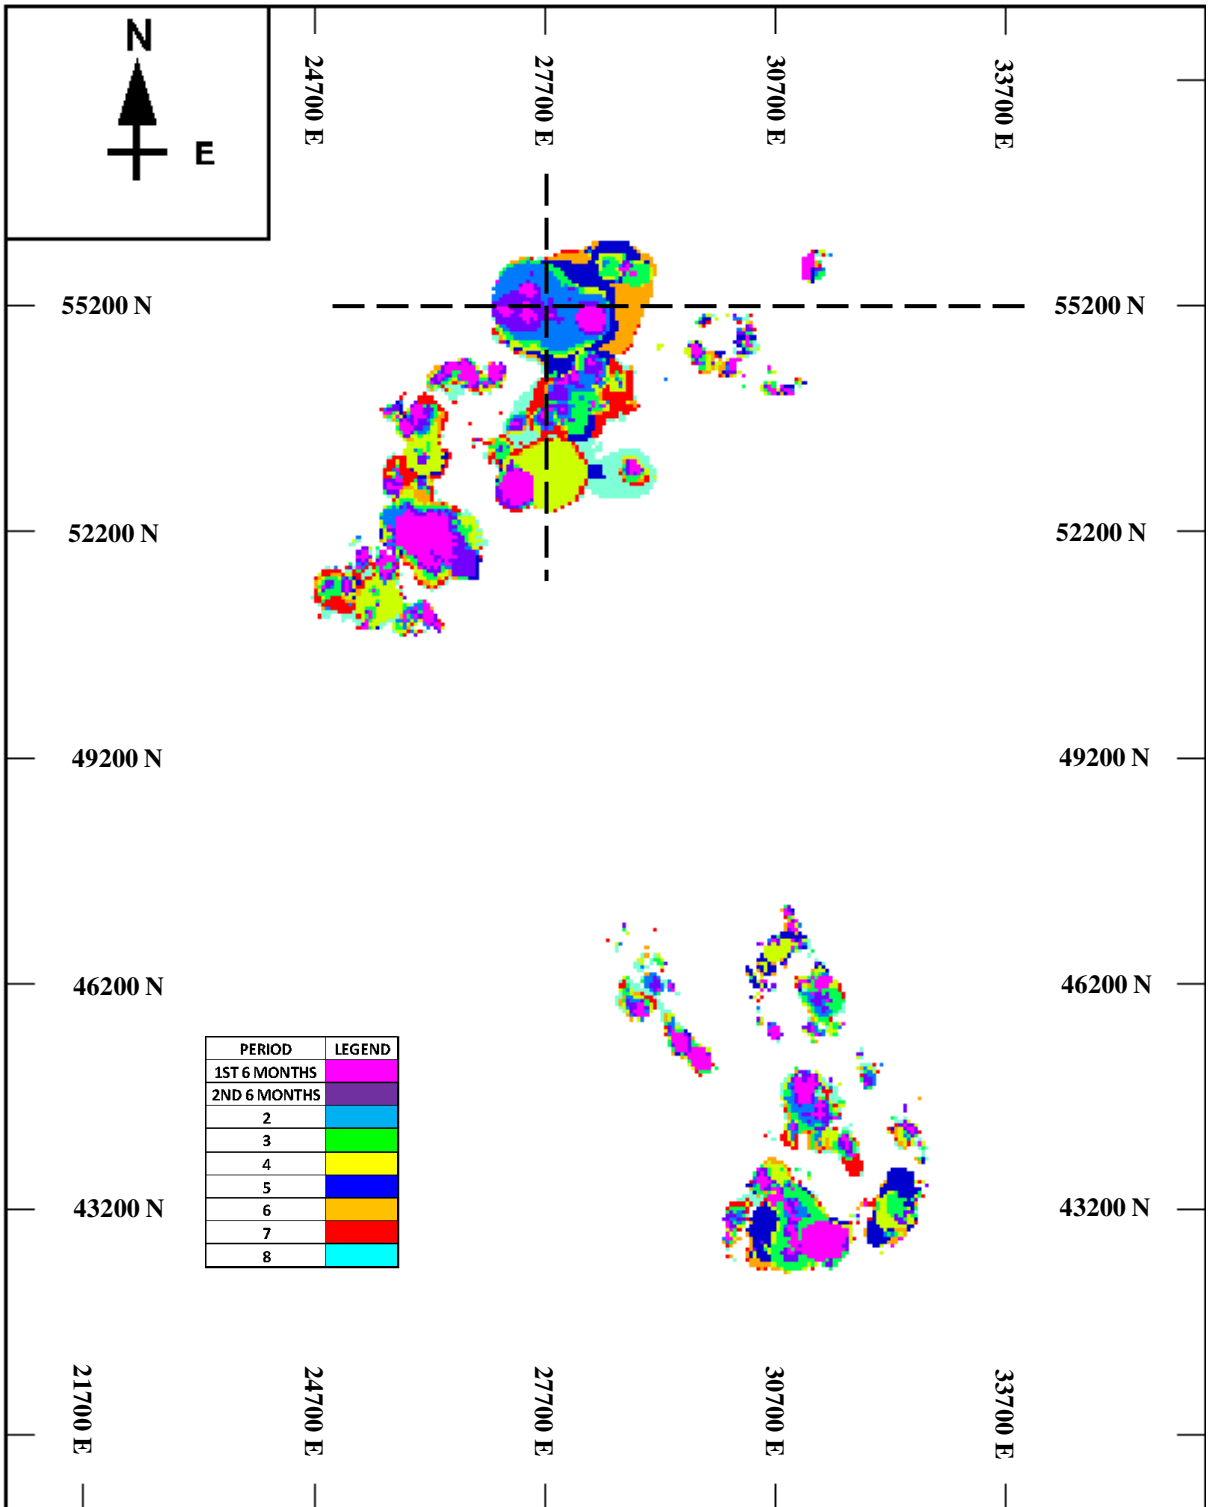 N
E
24700 E
27700 E
30700 E
33700 E
55200 N
55200 N
52200 N
52200 N
49200 N
49200 N
46200 N
46200 N
PERIOD LEGEND
1ST 6 MONTHS
2ND 6 MONTHS
2
3
4
5
6
7
8
43200 N
43200 N
21700 E
24700 E
27700 E
30700 E
33700 E